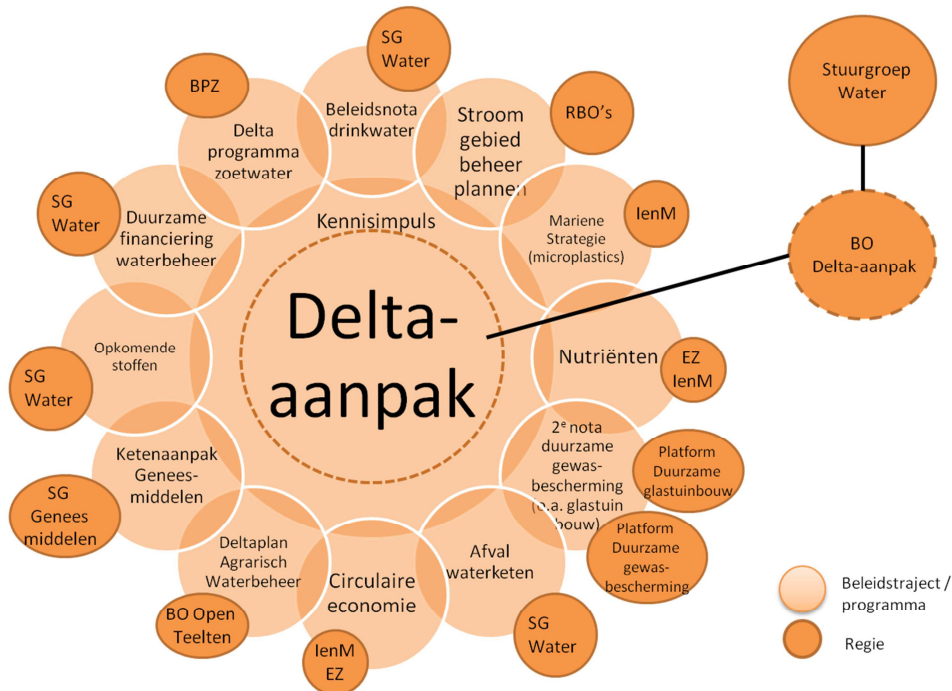 SG
Water
BPZ
Beleidsnota
drinkwater
Stroom
gebied
beheer
plannen
RBO's
Delta
programma
zoetwater
SG
Water
Duurzame
financiering
waterbeheer
Kennisimpuls
Mariene
Strategie
(microplastics)
IenM
Stuurgroep
Water
BO
Delta-aanpak
Delta-
aanpak
Opkomende
stoffen
SG
Water
Nutriënten
EZ
IenM
2e nota
duurzame
gewas-
bescherming
(o.a. glastuin
bouw)
Platform
Duurzame
glastuinbouw
Platform
Duurzame
gewas-
bescherming
Ketenaanpak
Genees-
middelen
SG
Genees
middelen
Deltaplan
Agrarisch
Waterbeheer
BO Open
Teelten
Circulaire
economie
IenM
EZ
Afval
waterketen
SG
Water
Beleidstraject /
programma
Regie